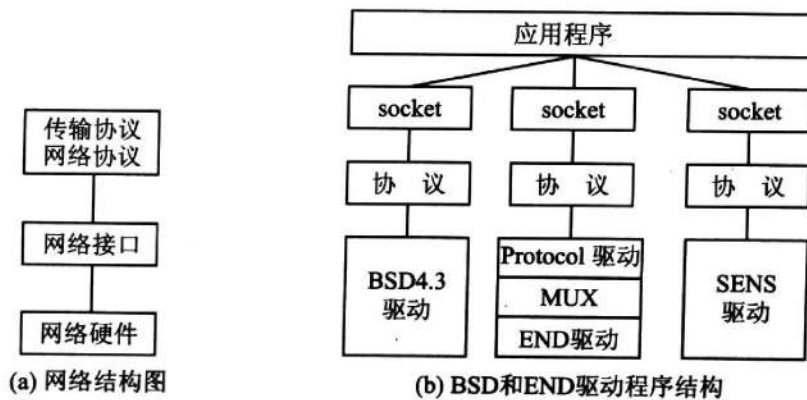 传输协议
网络协议
网络接口
网络硬件
(a) 网络结构图
应用程序
socket
socket
socket
协 议
协 议
协 议
BSD4.3
驱动
Protocol 驱动
MUX
END驱动
SENS
驱动
(b) BSD和END驱动程序结构